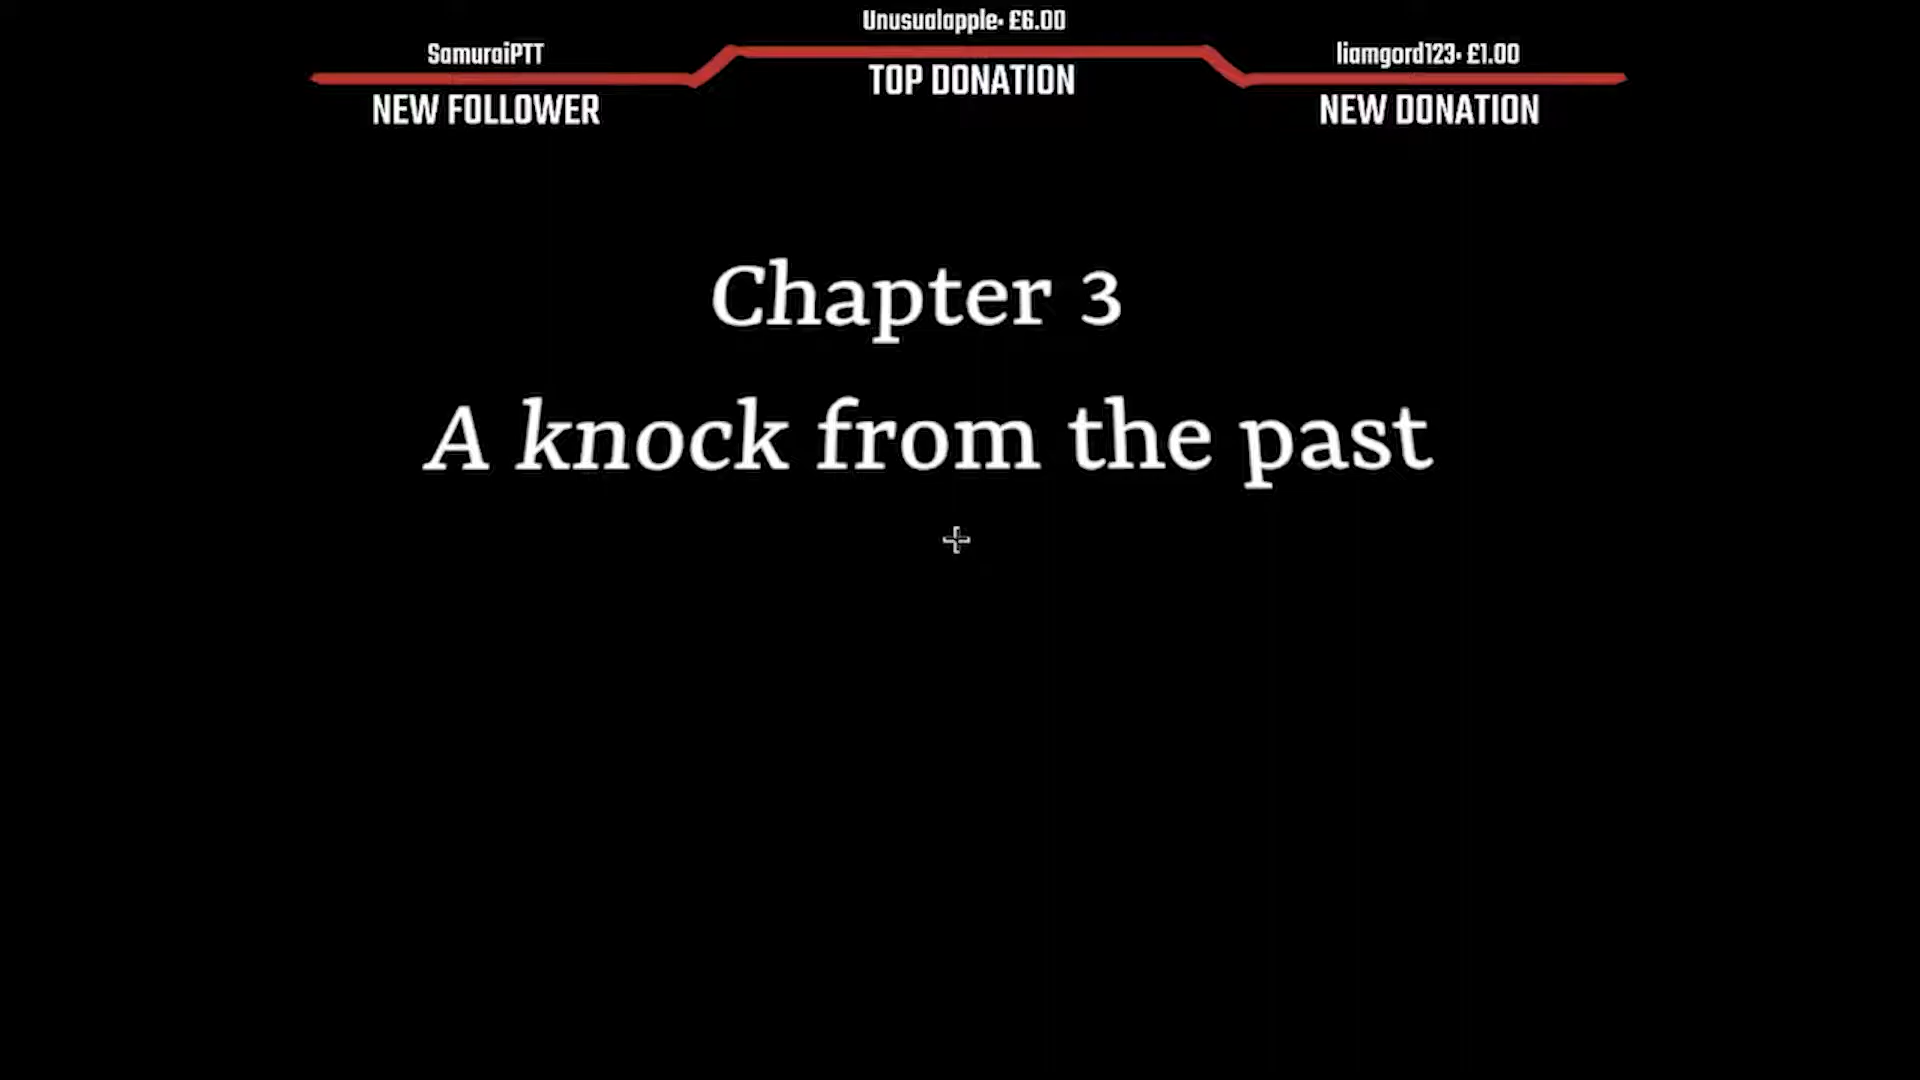 Unusualapple• £6.00
SamuraiPTT
liamgord123• £1.00
TOP DONATION
NEW FOLLOWER
NEW DONATION
Chapter 3
A knock from the past